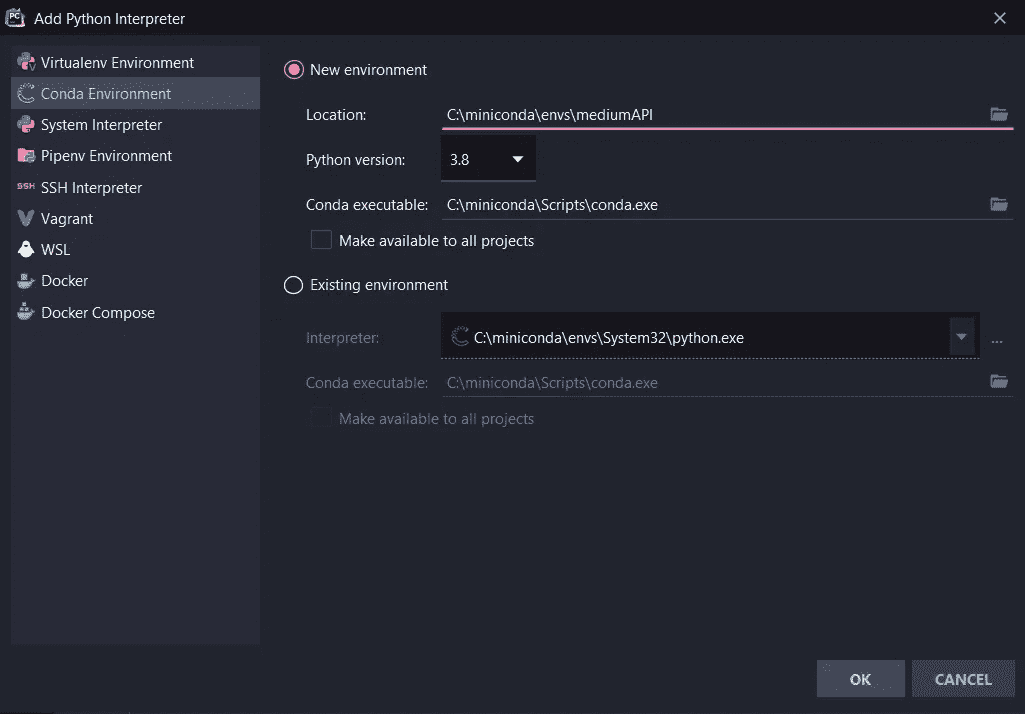 PC
Add Python Interpreter
Virtualenv Environment
Conda Environment
System Interpreter
Pipenv Environment
SSH SSH Interpreter
Vagrant
WSL
Docker
Docker Compose
New environment
Location: C:\miniconda\envs\mediumAPI
Python version: 3.8
Conda executable: C:\miniconda\Scripts\conda.exe
Make available to all projects
Existing environment
Interpreter: C:\miniconda\envs\System32\python.exe ...
Conda executable: C:\miniconda\Scripts\conda.exe
Make available to all projects
OK CANCEL